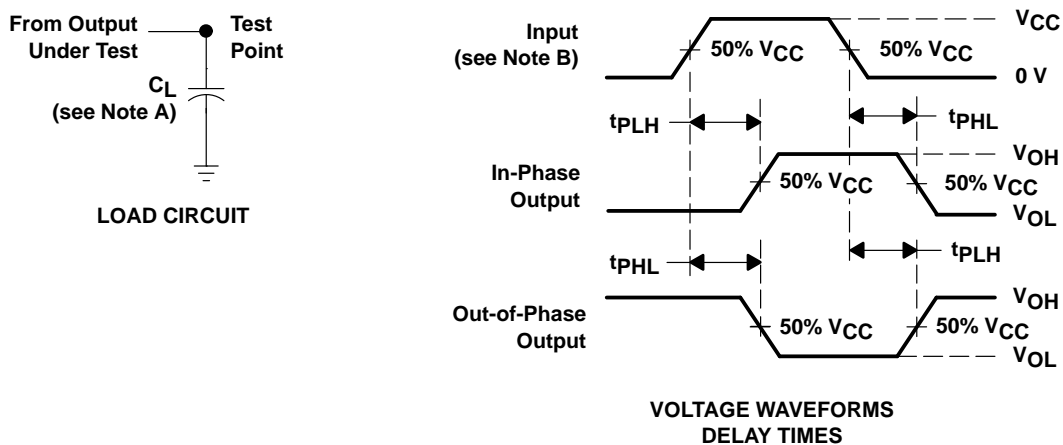 From Output
Under Test
Test
Point
CL
(see Note A)
LOAD CIRCUIT
Input
(see Note B)
50% VCC
50% VCC
VCC
0 V
tPLH
tPHL
In-Phase
Output
50% VCC
50% VCC
VOH
VOL
tPHL
tPLH
Out-of-Phase
Output
50% VCC
50% VCC
VOH
VOL
VOLTAGE WAVEFORMS
DELAY TIMES